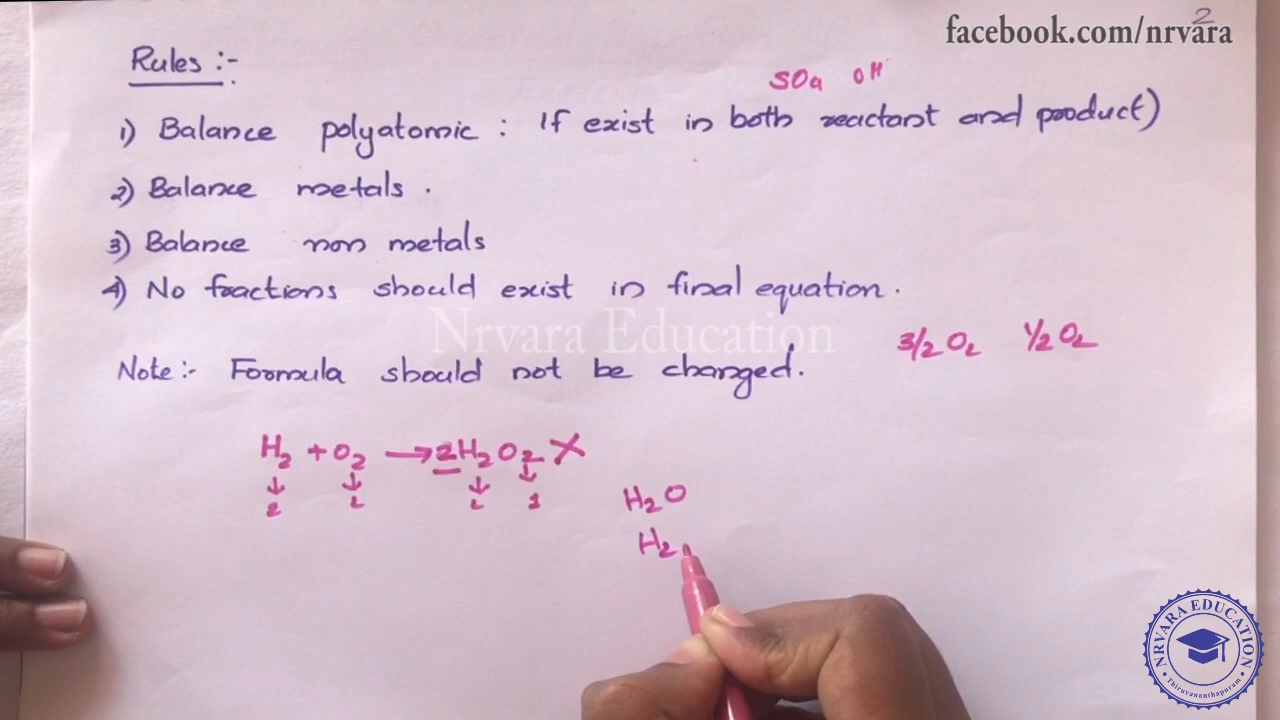 2
facebook.com/nrvara
Rules :-
SO4 OH
1) Balance polyatomic : If exist in both reactant and product)
2) Balance metals .
3) Balance non metals
4) No fractions should exist in final equation .
Nrvara Education
3/2 O2 1/2 O2
Note :- Formula should not be changed .
H2 + O2 → 2H2O2 X
↓ ↓ ↓ ↓
2 2 2 1
H2O
H2
NRVARA EDUCATION
Thiruvananthapuram